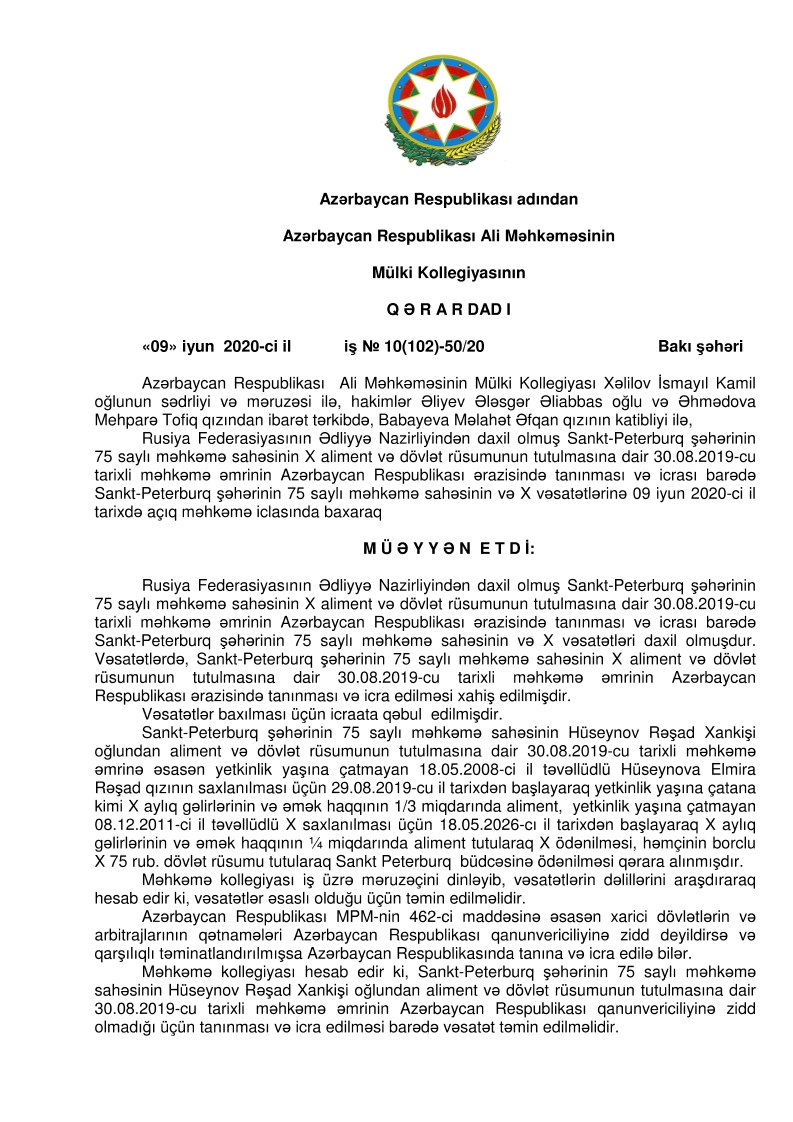 Azərbaycan Respublikası adından
Azərbaycan Respublikası Ali Məhkəməsinin
Mülki Kollegiyasının
Q Ə R A R DAD I
«09» iyun 2020-ci il iş № 10(102)-50/20 Bakı şəhəri
Azərbaycan Respublikası Ali Məhkəməsinin Mülki Kollegiyası Xəlilov İsmayıl Kamil
oğlunun sədrliyi və məruzəsi ilə, hakimlər Əliyev Ələsgər Əliabbas oğlu və Əhmədova
Mehparə Tofiq qızından ibarət tərkibdə, Babayeva Məlahət Əfqan qızının katibliyi ilə,
Rusiya Federasiyasının Ədliyyə Nazirliyindən daxil olmuş Sankt-Peterburq şəhərinin
75 saylı məhkəmə sahəsinin X aliment və dövlət rüsumunun tutulmasına dair 30.08.2019-cu
tarixli məhkəmə əmrinin Azərbaycan Respublikası ərazisində tanınması və icrası barədə
Sankt-Peterburq şəhərinin 75 saylı məhkəmə sahəsinin və X vəsatətlərinə 09 iyun 2020-ci il
tarixdə açıq məhkəmə iclasında baxaraq
M Ü Ə Y Y Ə N E T D İ:
Rusiya Federasiyasının Ədliyyə Nazirliyindən daxil olmuş Sankt-Peterburq şəhərinin
75 saylı məhkəmə sahəsinin X aliment və dövlət rüsumunun tutulmasına dair 30.08.2019-cu
tarixli məhkəmə əmrinin Azərbaycan Respublikası ərazisində tanınması və icrası barədə
Sankt-Peterburq şəhərinin 75 saylı məhkəmə sahəsinin və X vəsatətləri daxil olmuşdur.
Vəsatətlərdə, Sankt-Peterburq şəhərinin 75 saylı məhkəmə sahəsinin X aliment və dövlət
rüsumunun tutulmasına dair 30.08.2019-cu tarixli məhkəmə əmrinin Azərbaycan
Respublikası ərazisində tanınması və icra edilməsi xahiş edilmişdir.
Vəsatətlər baxılması üçün icraata qəbul edilmişdir.
Sankt-Peterburq şəhərinin 75 saylı məhkəmə sahəsinin Hüseynov Rəşad Xankişi
oğlundan aliment və dövlət rüsumunun tutulmasına dair 30.08.2019-cu tarixli məhkəmə
əmrinə əsasən yetkinlik yaşına çatmayan 18.05.2008-ci il təvəllüdlü Hüseynova Elmira
Rəşad qızının saxlanılması üçün 29.08.2019-cu il tarixdən başlayaraq yetkinlik yaşına çatana
kimi X aylıq gəlirlərinin və əmək haqqının 1/3 miqdarında aliment, yetkinlik yaşına çatmayan
08.12.2011-ci il təvəllüdlü X saxlanılması üçün 18.05.2026-cı il tarixdən başlayaraq X aylıq
gəlirlərinin və əmək haqqının ¼ miqdarında aliment tutularaq X ödənilməsi, həmçinin borclu
X 75 rub. dövlət rüsumu tutularaq Sankt Peterburq büdcəsinə ödənilməsi qərara alınmışdır.
Məhkəmə kollegiyası iş üzrə məruzəçini dinləyib, vəsatətlərin dəlillərini araşdıraraq
hesab edir ki, vəsatətlər əsaslı olduğu üçün təmin edilməlidir.
Azərbaycan Respublikası MPM-nin 462-ci maddəsinə əsasən xarici dövlətlərin və
arbitrajlarının qətnamələri Azərbaycan Respublikası qanunvericiliyinə zidd deyildirsə və
qarşılıqlı təminatlandırılmışsa Azərbaycan Respublikasında tanına və icra edilə bilər.
Məhkəmə kollegiyası hesab edir ki, Sankt-Peterburq şəhərinin 75 saylı məhkəmə
sahəsinin Hüseynov Rəşad Xankişi oğlundan aliment və dövlət rüsumunun tutulmasına dair
30.08.2019-cu tarixli məhkəmə əmrinin Azərbaycan Respublikası qanunvericiliyinə zidd
olmadığı üçün tanınması və icra edilməsi barədə vəsatət təmin edilməlidir.